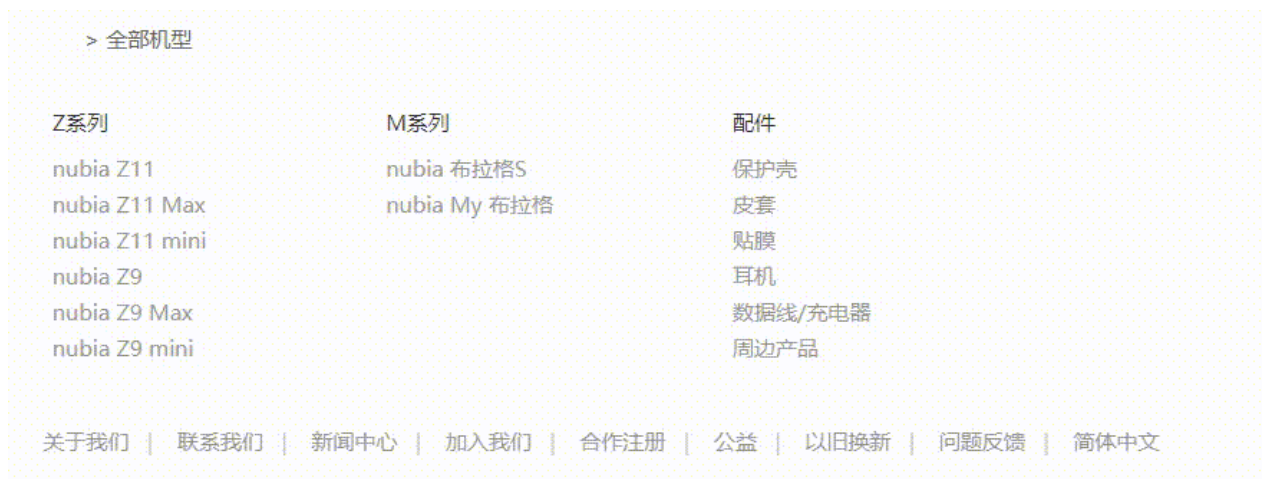 > 全部机型
Z系列
nubia Z11
nubia Z11 Max
nubia Z11 mini
nubia Z9
nubia Z9 Max
nubia Z9 mini
M系列
nubia 布拉格S
nubia My 布拉格
配件
保护壳
皮套
贴膜
耳机
数据线/充电器
周边产品
关于我们 | 联系我们 | 新闻中心 | 加入我们 | 合作注册 | 公益 | 以旧换新 | 问题反馈 | 简体中文